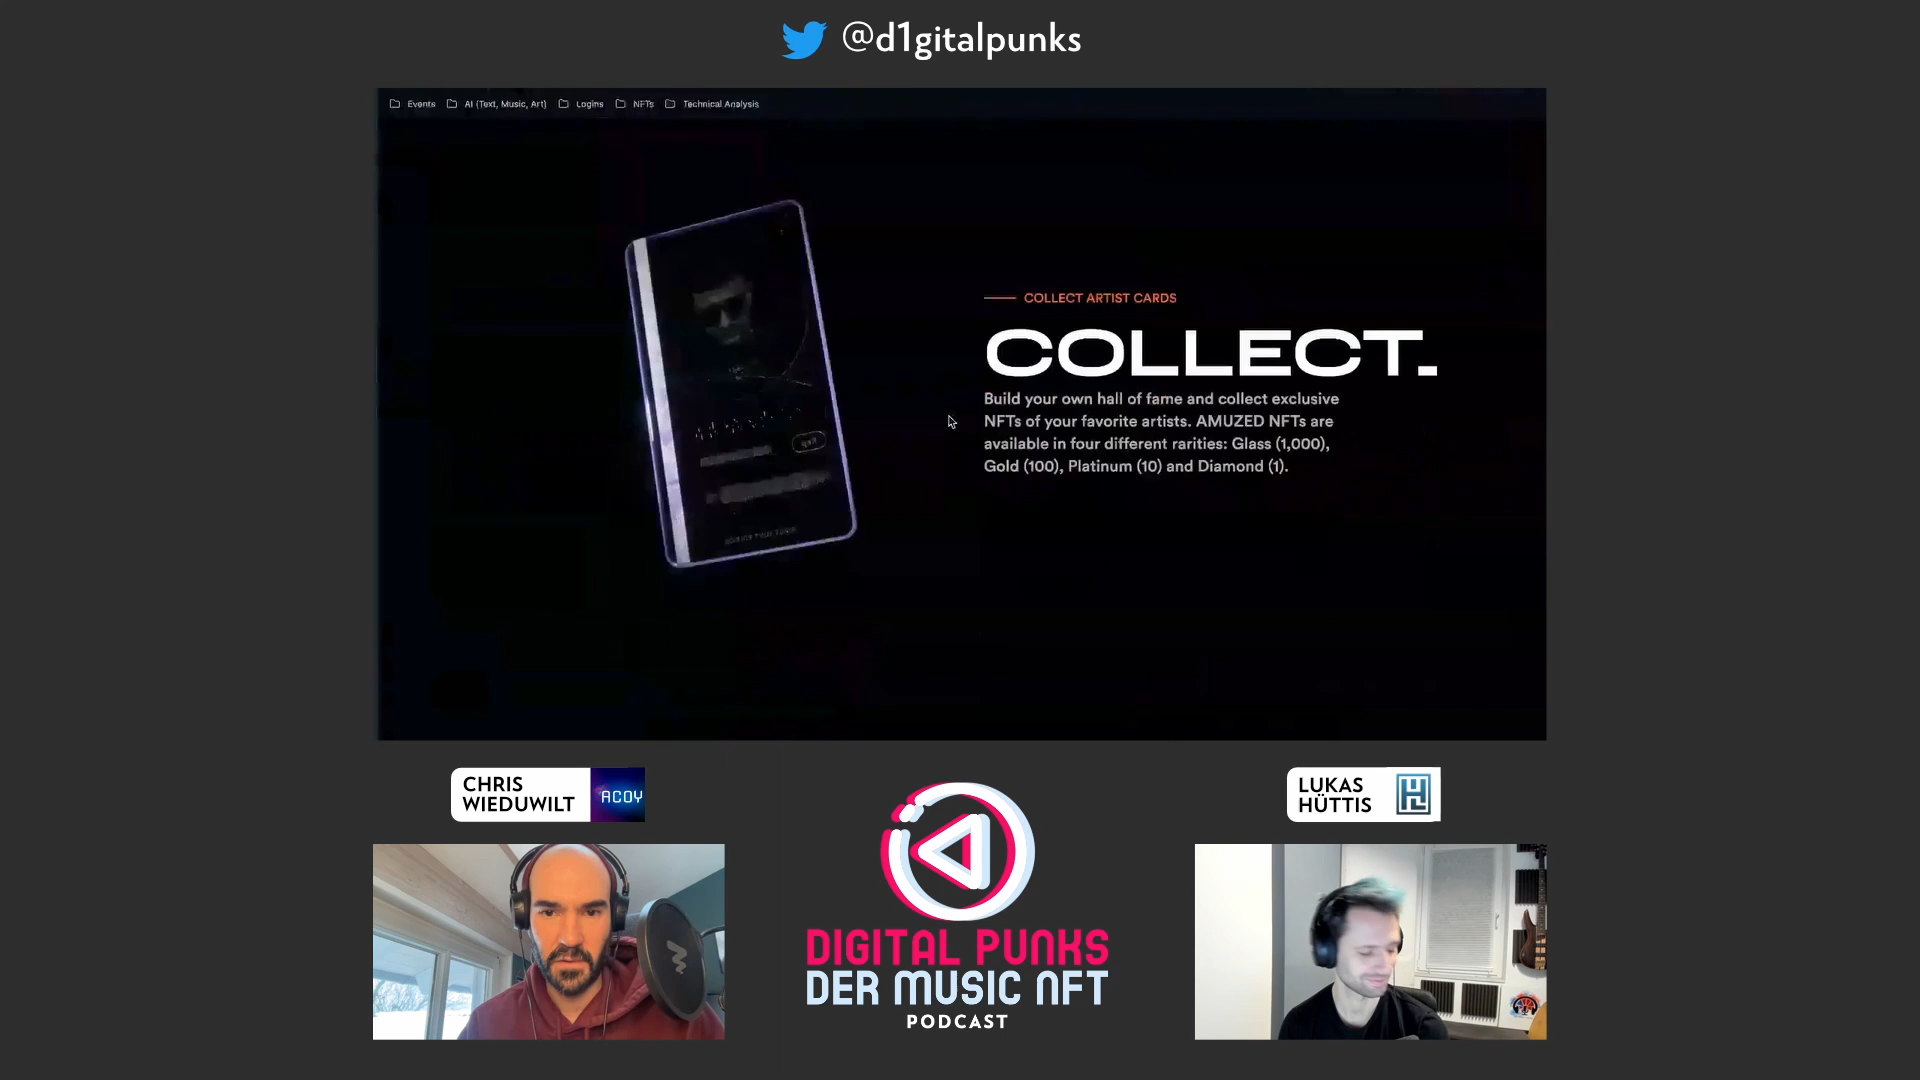 @d1gitalpunks
Events AI (Text, Music, Art) Logins NFTs Technical Analysis
COLLECT ARTIST CARDS
COLLECT.
Build your own hall of fame and collect exclusive
NFTs of your favorite artists. AMUZED NFTs are
available in four different rarities: Glass (1,000),
Gold (100), Platinum (10) and Diamond (1).
CHRIS
WIEDUWILT
ACOY
LUKAS
HÜTTIS
DIGITAL PUNKS
DER MUSIC NFT
PODCAST